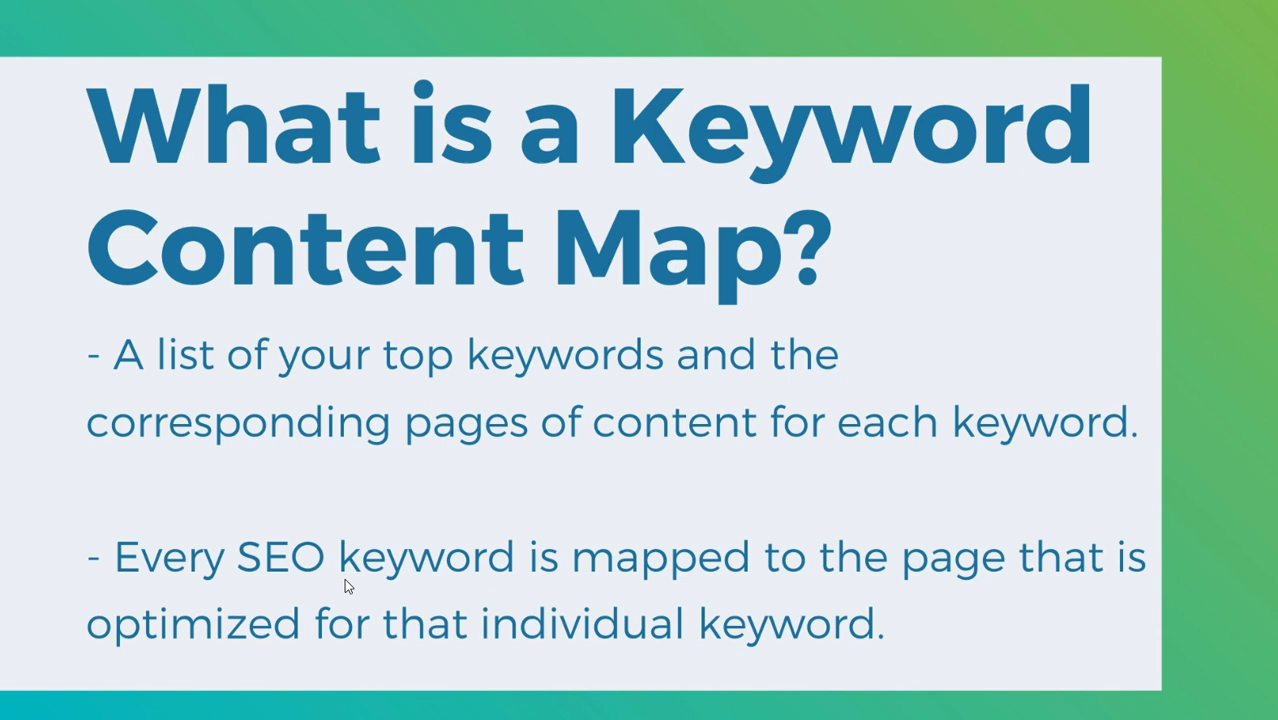 What is a Keyword
Content Map?
- A list of your top keywords and the
corresponding pages of content for each keyword.
- Every SEO keyword is mapped to the page that is
optimized for that individual keyword.